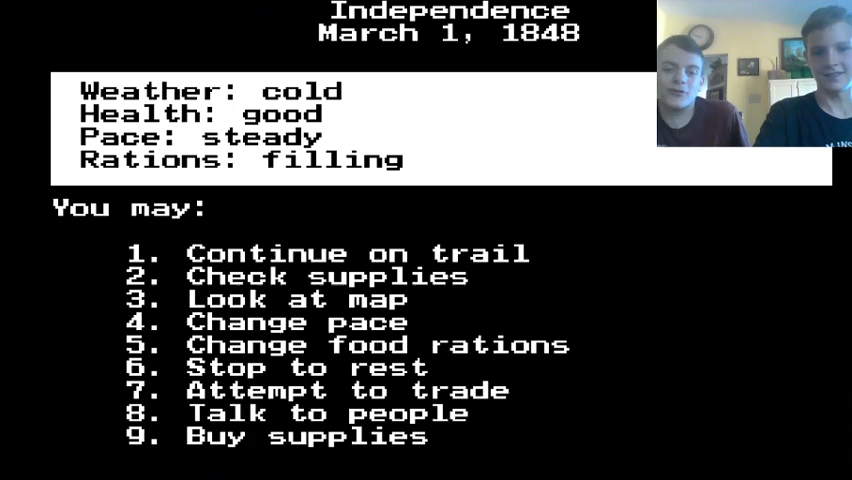 Independence
March 1, 1848
Weather: cold
Health: good
Pace: steady
Rations: filling
You may:
1. Continue on trail
2. Check supplies
3. Look at map
4. Change pace
5. Change food rations
6. Stop to rest
7. Attempt to trade
8. Talk to people
9. Buy supplies